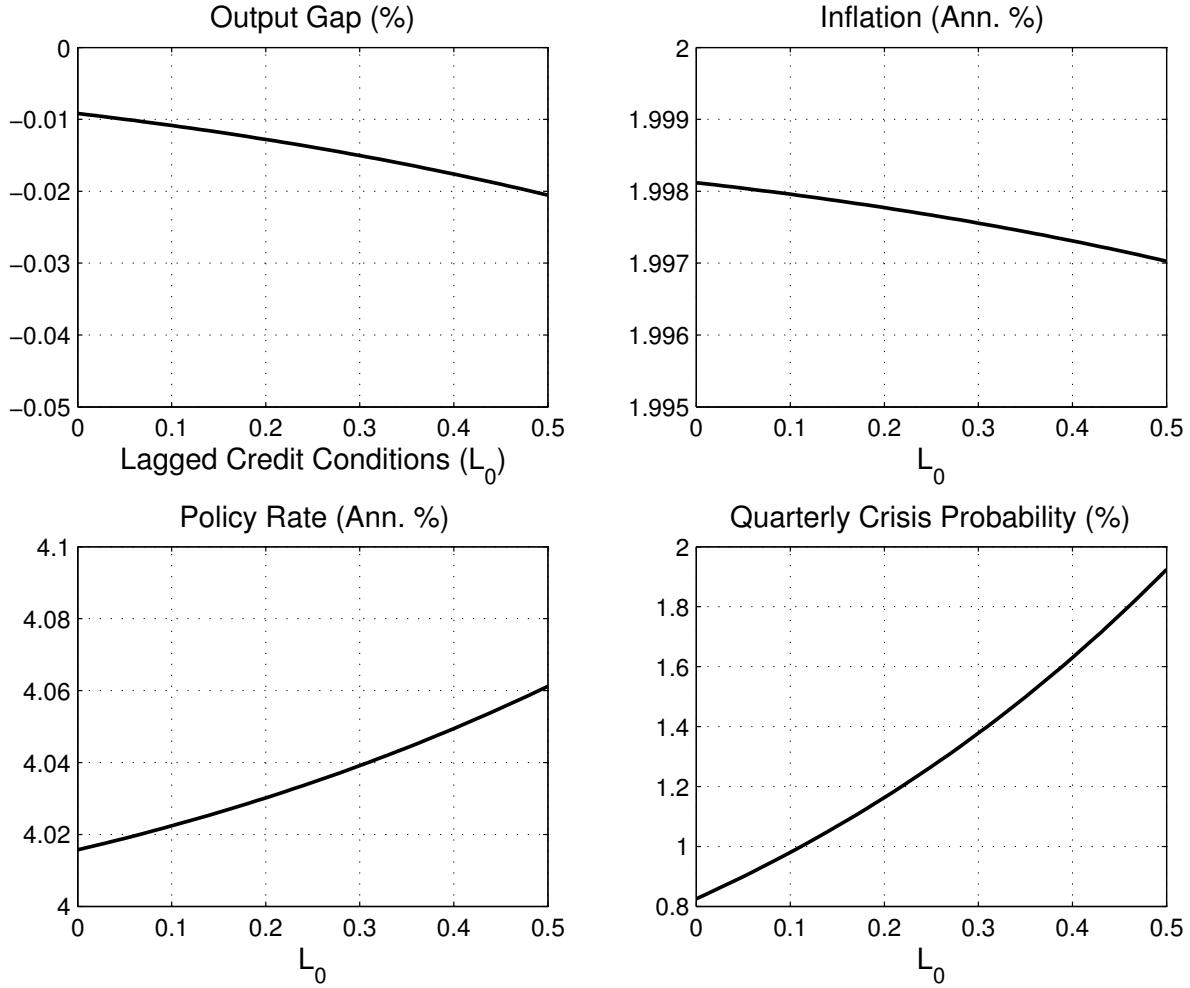 Output Gap (%)
0
−0.01
−0.02
−0.03
−0.04
−0.05
0 0.1 0.2 0.3 0.4 0.5
Lagged Credit Conditions (L0)
Inflation (Ann. %)
2
1.999
1.998
1.997
1.996
1.995
0 0.1 0.2 0.3 0.4 0.5
L0
Policy Rate (Ann. %)
4.1
4.08
4.06
4.04
4.02
4
0 0.1 0.2 0.3 0.4 0.5
L0
Quarterly Crisis Probability (%)
2
1.8
1.6
1.4
1.2
1
0.8
0 0.1 0.2 0.3 0.4 0.5
L0